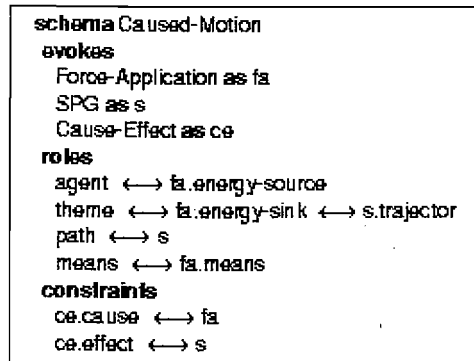 schema Caused-Motion
evokes
Force-Application as fa
SPG as s
Cause-Effect as ce
roles
agent ⟷ fa.energy-source
theme ⟷ fa.energy-sink ⟷ s.trajector
path ⟷ s
means ⟷ fa.means
constraints
ce.cause ⟷ fa
ce.effect ⟷ s